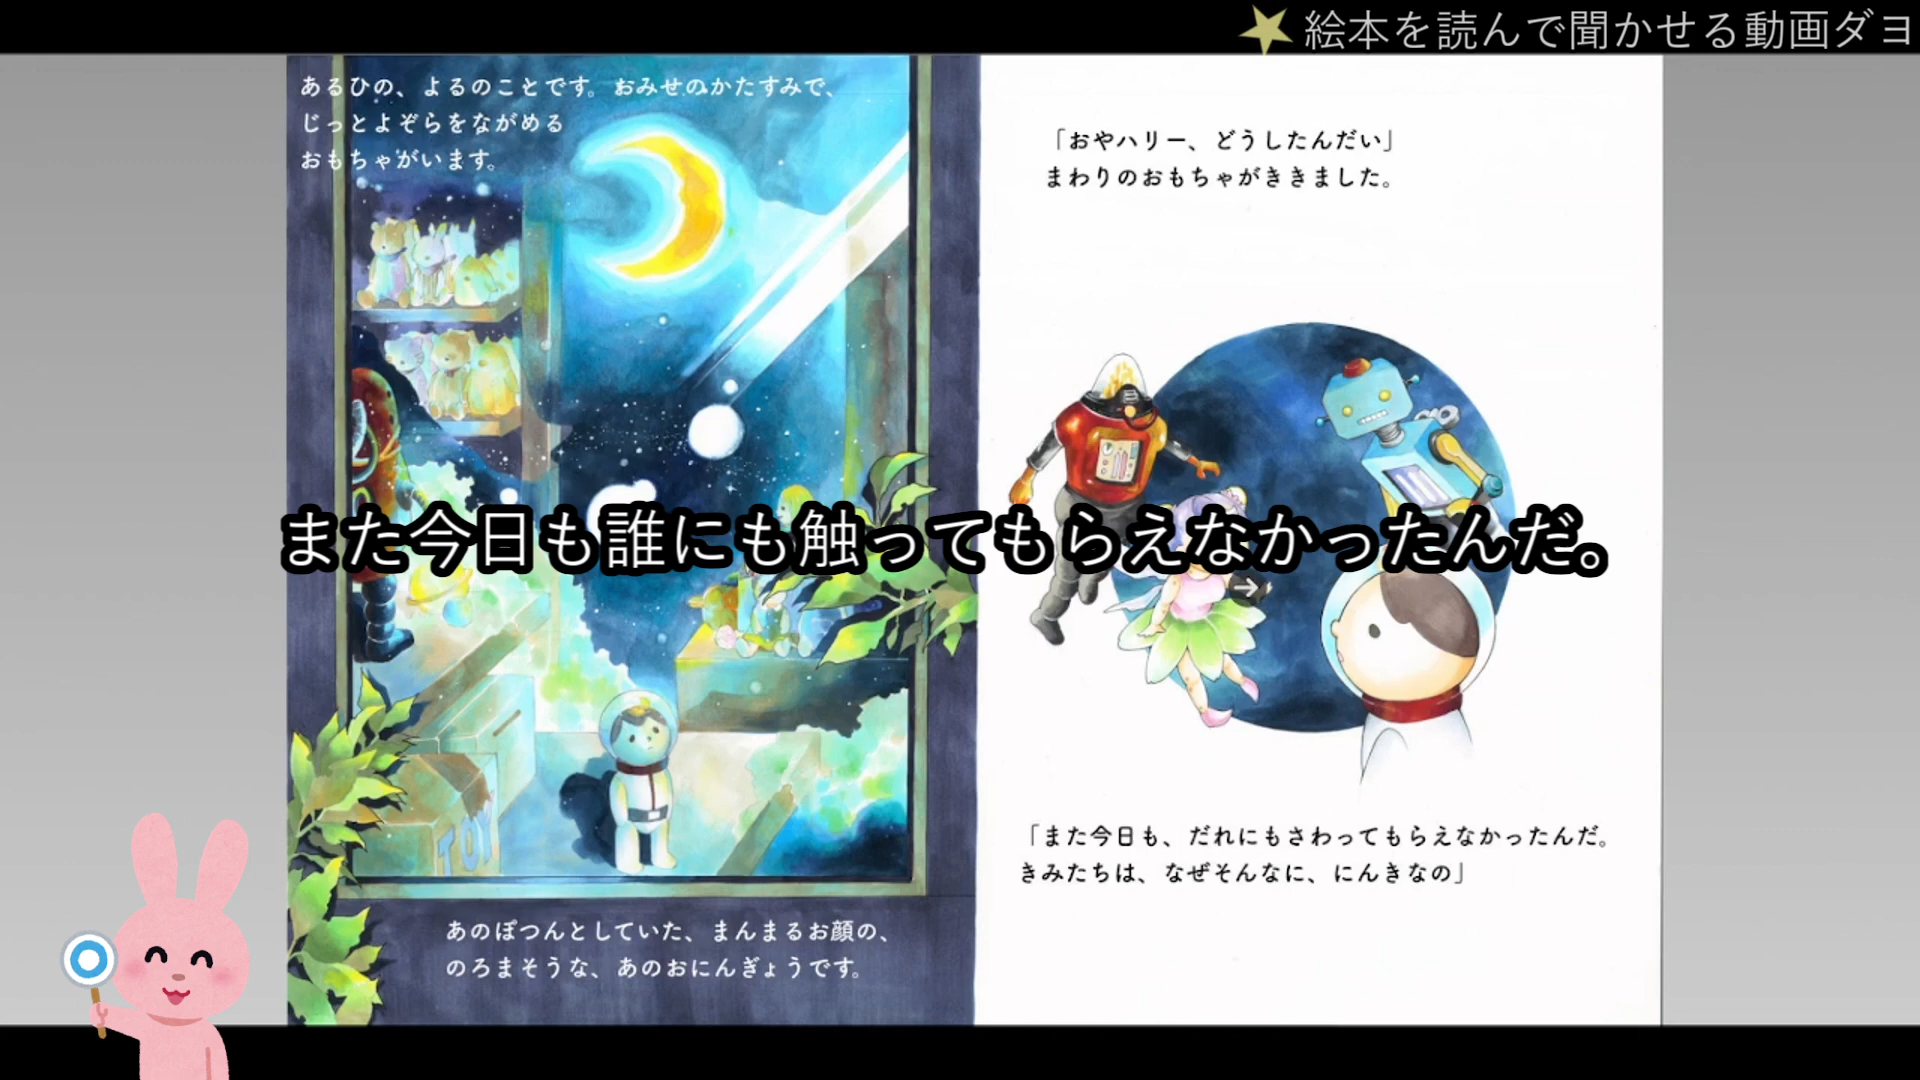 絵本を読んで聞かせる動画ダヨ
あるひの、よるのことです。おみせのかたすみで、
じっとよぞらをながめる
おもちゃがいます。
「おやハリー、どうしたんだい」
まわりのおもちゃがききました。
また今日も誰にも触ってもらえなかったんだ。
「また今日も、だれにもさわってもらえなかったんだ。
きみたちは、なぜそんなに、にんきなの」
TOY
あのぽつんとしていた、まんまるお顔の、
のろまそうな、あのおにんぎょうです。